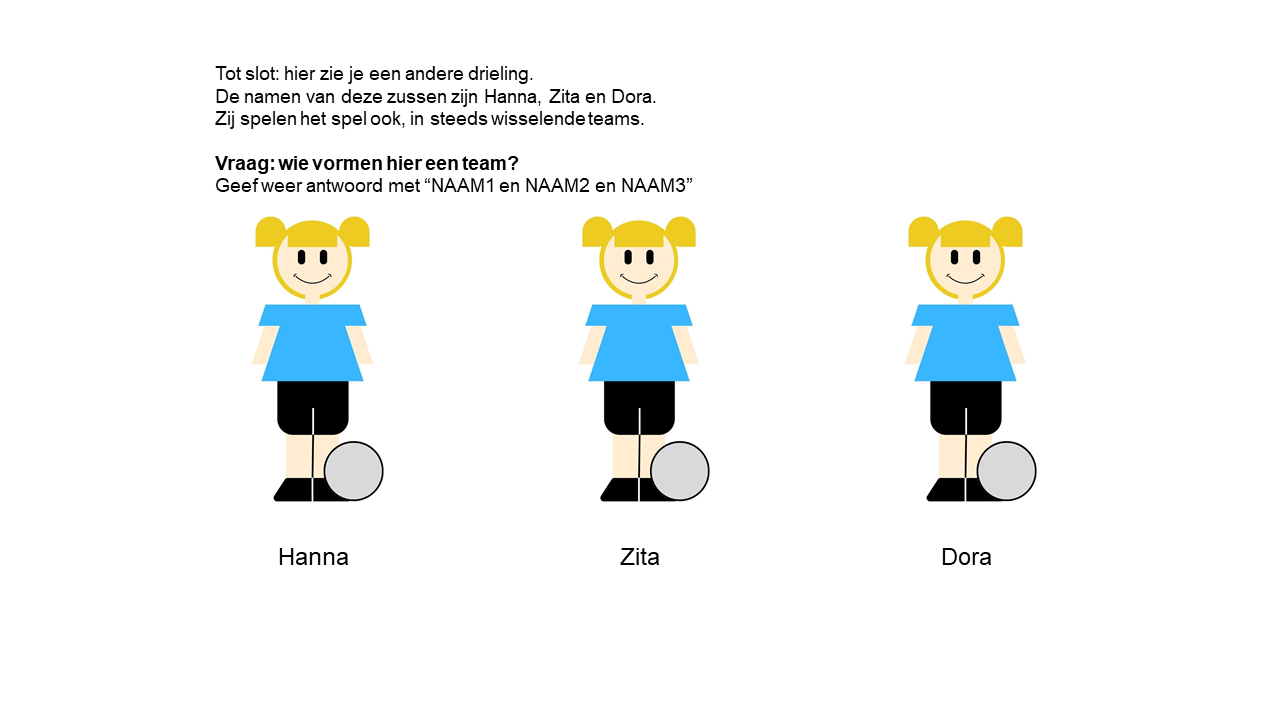 Tot slot: hier zie je een andere drieling.
De namen van deze zussen zijn Hanna, Zita en Dora.
Zij spelen het spel ook, in steeds wisselende teams.
Vraag: wie vormen hier een team?
Geef weer antwoord met “NAAM1 en NAAM2 en NAAM3”
Hanna
Zita
Dora